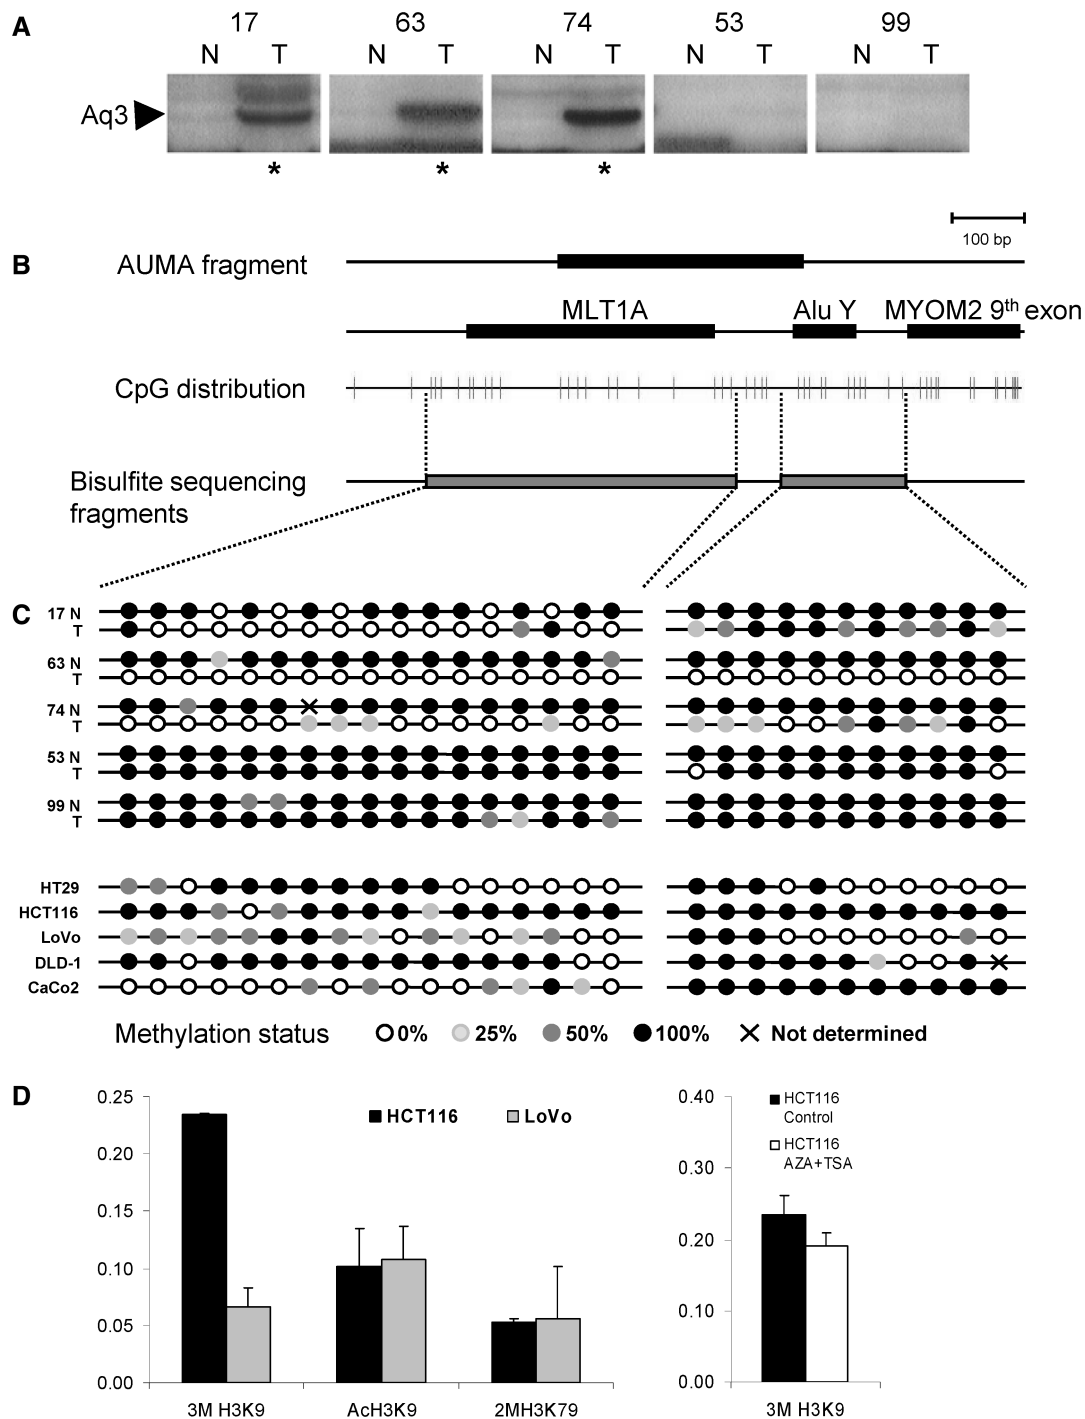 A
17 63 74 53 99
N T N T N T N T N T
Aq3
* * *
100 bp
B
AUMA fragment
MLT1A Alu Y MYOM2 9th exon
CpG distribution
Bisulfite sequencing
fragments
C
17 N
T
63 N
T
74 N
T
53 N
T
99 N
T
HT29
HCT116
LoVo
DLD-1
CaCo2
Methylation status 0% 25% 50% 100% Not determined
D
0.25
0.20
0.15
0.10
0.05
0.00
HCT116 LoVo
3M H3K9 AcH3K9 2MH3K79
0.40
0.30
0.20
0.10
0.00
HCT116
Control
HCT116
AZA+TSA
3M H3K9